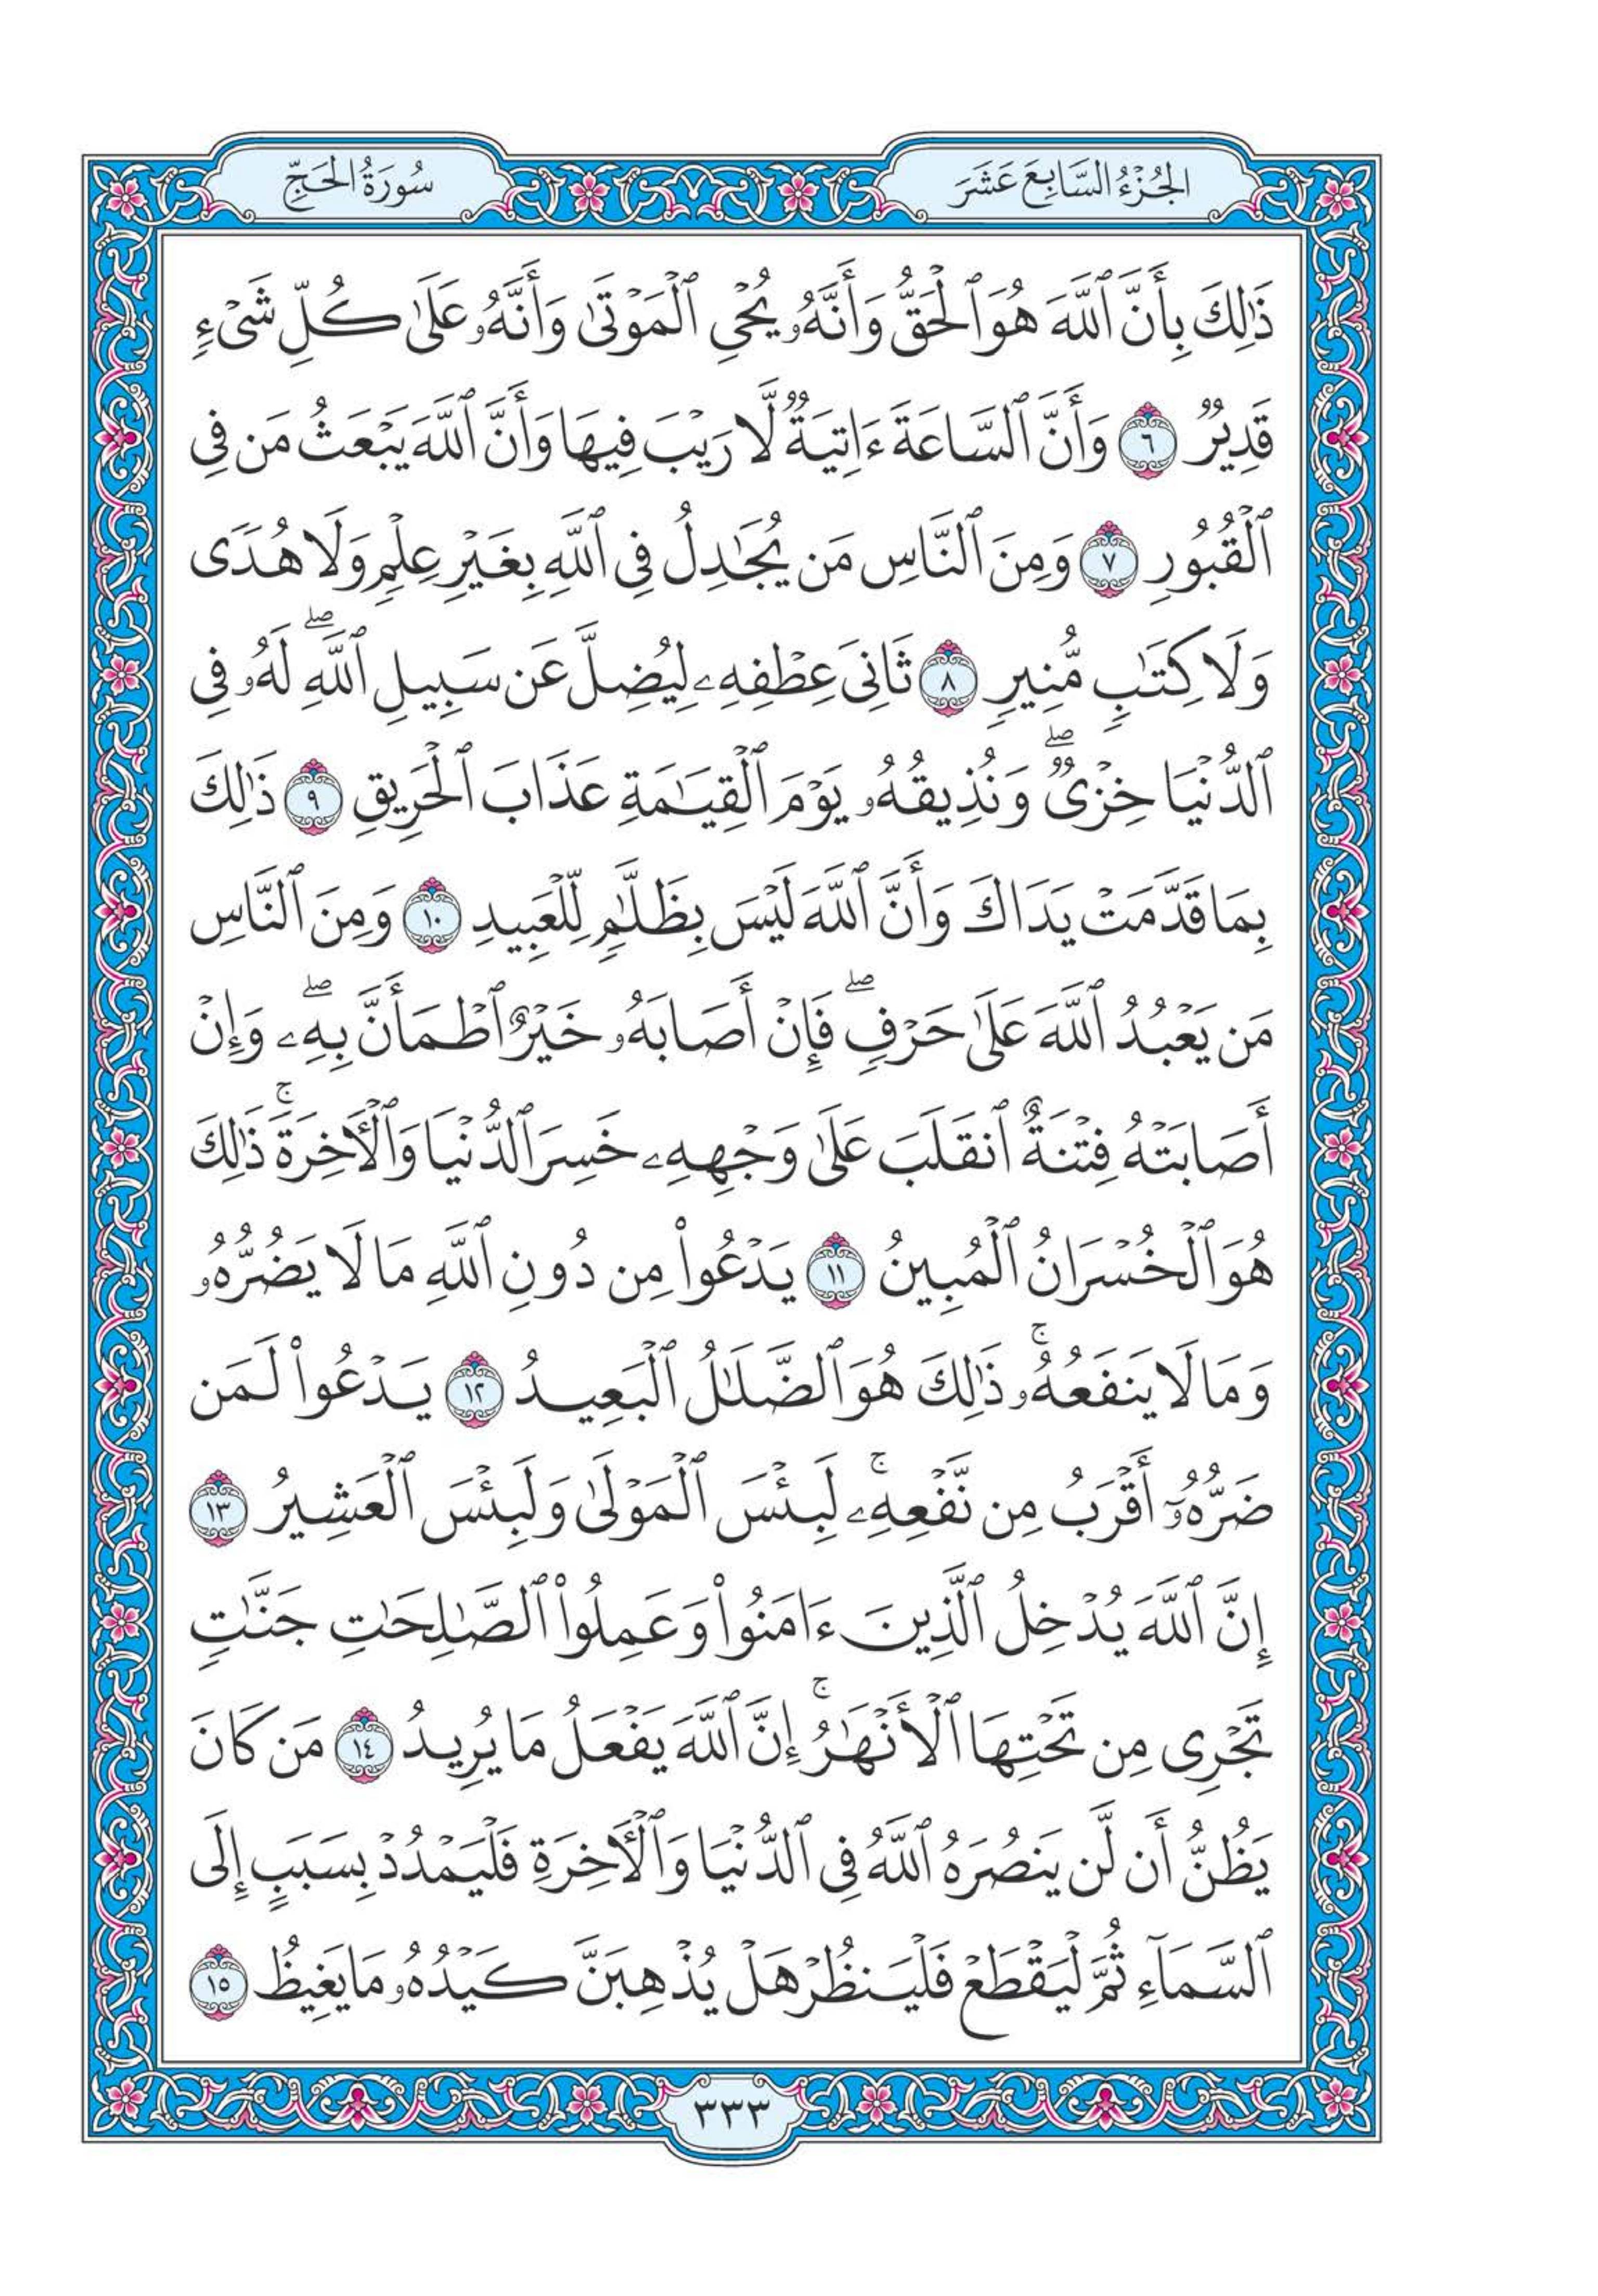 الجُزْءُ السَّابِعَ عَشَرَ
سُورَةُ الحَجِّ
ذَٰلِكَ بِأَنَّ ٱللَّهَ هُوَ ٱلْحَقُّ وَأَنَّهُۥ يُحْىِ ٱلْمَوْتَىٰ وَأَنَّهُۥ عَلَىٰ كُلِّ شَىْءٍ
قَدِيرٌ ٦ وَأَنَّ ٱلسَّاعَةَ ءَاتِيَةٌ لَّا رَيْبَ فِيهَا وَأَنَّ ٱللَّهَ يَبْعَثُ مَن فِى
ٱلْقُبُورِ ٧ وَمِنَ ٱلنَّاسِ مَن يُجَٰدِلُ فِى ٱللَّهِ بِغَيْرِ عِلْمٍ وَلَا هُدًى
وَلَا كِتَٰبٍ مُّنِيرٍ ٨ ثَانِىَ عِطْفِهِۦ لِيُضِلَّ عَن سَبِيلِ ٱللَّهِ ۖ لَهُۥ فِى
ٱلدُّنْيَا خِزْىٌ ۖ وَنُذِيقُهُۥ يَوْمَ ٱلْقِيَٰمَةِ عَذَابَ ٱلْحَرِيقِ ٩ ذَٰلِكَ
بِمَا قَدَّمَتْ يَدَاكَ وَأَنَّ ٱللَّهَ لَيْسَ بِظَلَّٰمٍ لِّلْعَبِيدِ ١٠ وَمِنَ ٱلنَّاسِ
مَن يَعْبُدُ ٱللَّهَ عَلَىٰ حَرْفٍ ۖ فَإِنْ أَصَابَهُۥ خَيْرٌ ٱطْمَأَنَّ بِهِۦ ۖ وَإِنْ
أَصَابَتْهُ فِتْنَةٌ ٱنقَلَبَ عَلَىٰ وَجْهِهِۦ خَسِرَ ٱلدُّنْيَا وَٱلْأَخِرَةَ ۚ ذَٰلِكَ
هُوَ ٱلْخُسْرَانُ ٱلْمُبِينُ ١١ يَدْعُوا۟ مِن دُونِ ٱللَّهِ مَا لَا يَضُرُّهُۥ
وَمَا لَا يَنفَعُهُۥ ۚ ذَٰلِكَ هُوَ ٱلضَّلَٰلُ ٱلْبَعِيدُ ١٢ يَدْعُوا۟ لَمَن
ضَرُّهُۥٓ أَقْرَبُ مِن نَّفْعِهِۦ ۚ لَبِئْسَ ٱلْمَوْلَىٰ وَلَبِئْسَ ٱلْعَشِيرُ ١٣
إِنَّ ٱللَّهَ يُدْخِلُ ٱلَّذِينَ ءَامَنُوا۟ وَعَمِلُوا۟ ٱلصَّٰلِحَٰتِ جَنَّٰتٍ
تَجْرِى مِن تَحْتِهَا ٱلْأَنْهَٰرُ ۚ إِنَّ ٱللَّهَ يَفْعَلُ مَا يُرِيدُ ١٤ مَن كَانَ
يَظُنُّ أَن لَّن يَنصُرَهُ ٱللَّهُ فِى ٱلدُّنْيَا وَٱلْأَخِرَةِ فَلْيَمْدُدْ بِسَبَبٍ إِلَى
ٱلسَّمَآءِ ثُمَّ لْيَقْطَعْ فَلْيَنظُرْ هَلْ يُذْهِبَنَّ كَيْدُهُۥ مَا يَغِيظُ ١٥
٣٣٣